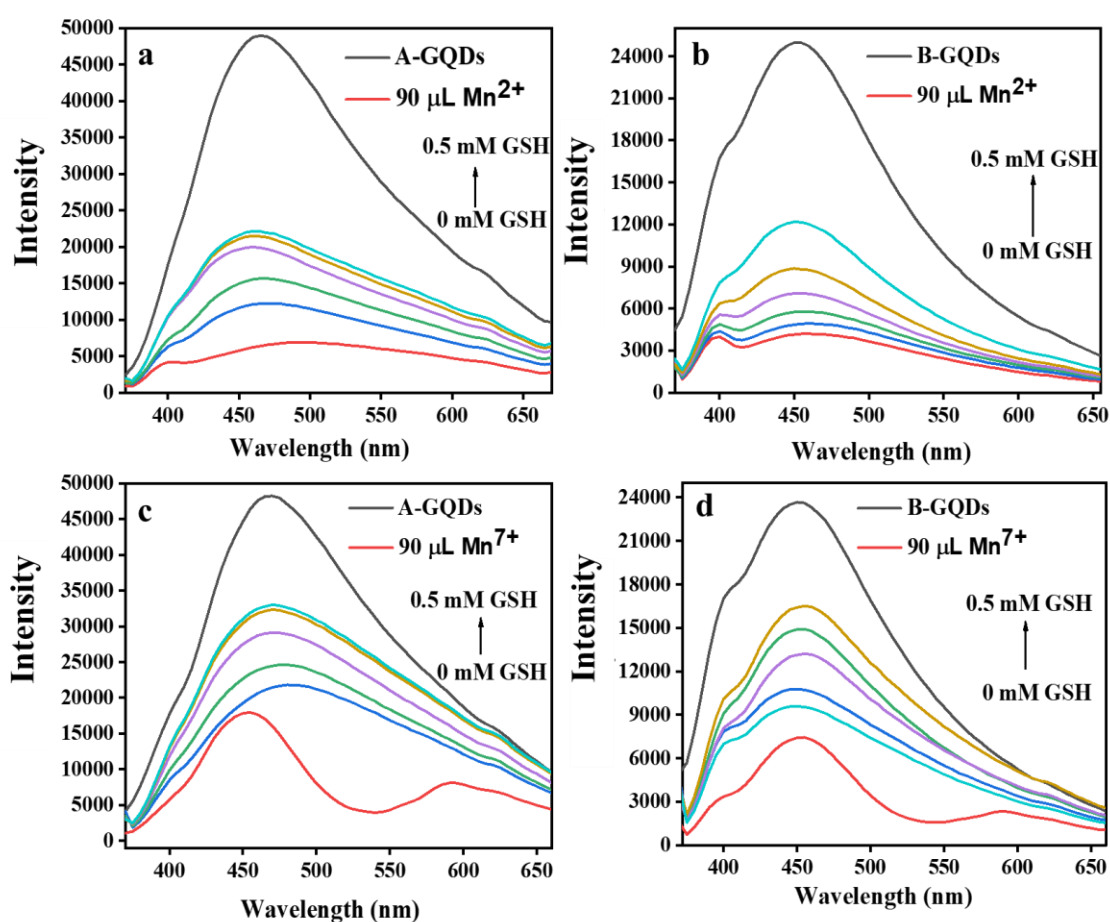 a
A-GQDs
90 μL Mn²⁺
0.5 mM GSH
0 mM GSH
Intensity
50000
45000
40000
35000
30000
25000
20000
15000
10000
5000
0
400 450 500 550 600 650
Wavelength (nm)
b
B-GQDs
90 μL Mn²⁺
0.5 mM GSH
0 mM GSH
Intensity
24000
21000
18000
15000
12000
9000
6000
3000
0
400 450 500 550 600 650
Wavelength (nm)
c
A-GQDs
90 μL Mn⁷⁺
0.5 mM GSH
0 mM GSH
Intensity
50000
45000
40000
35000
30000
25000
20000
15000
10000
5000
0
400 450 500 550 600 650
Wavelength (nm)
d
B-GQDs
90 μL Mn⁷⁺
0.5 mM GSH
0 mM GSH
Intensity
24000
21000
18000
15000
12000
9000
6000
3000
0
400 450 500 550 600 650
Wavelength (nm)